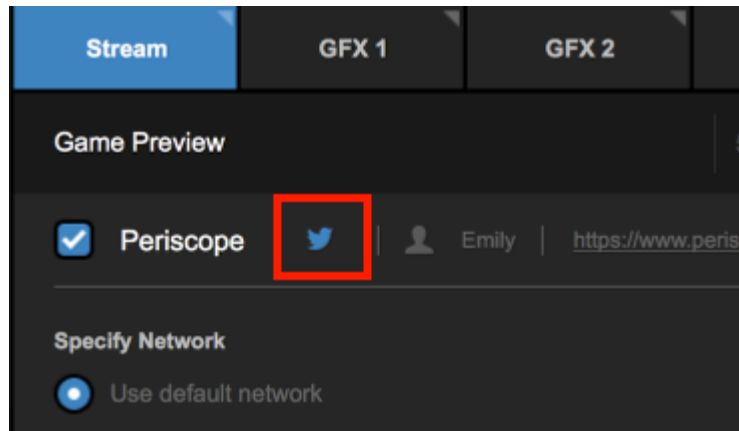 Stream GFX 1 GFX 2
Game Preview
Periscope | Emily | https://www.peris
Specify Network
Use default network